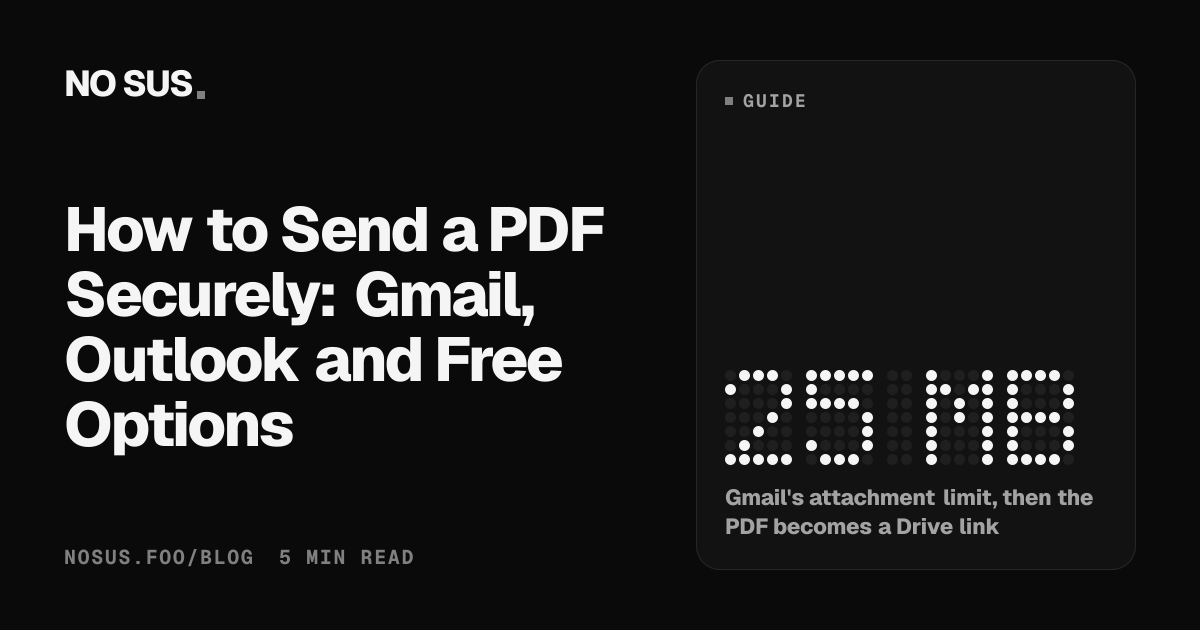 NO SUS.
How to Send a PDF
Securely: Gmail,
Outlook and Free
Options
NOSUS.FOO/BLOG 5 MIN READ
GUIDE
25 MB
Gmail's attachment limit, then the
PDF becomes a Drive link